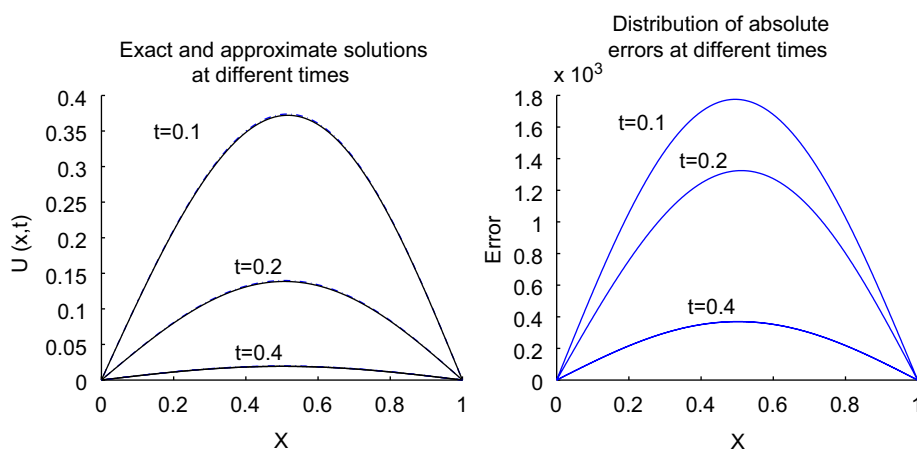 Exact and approximate solutions
at different times
0.4
0.35
0.3
0.25
0.2
0.15
0.1
0.05
0
U (x,t)
t=0.1
t=0.2
t=0.4
0 0.2 0.4 0.6 0.8 1
X
Distribution of absolute
errors at different times
x 10³
1.8
1.6
1.4
1.2
1
0.8
0.6
0.4
0.2
0
Error
t=0.1
t=0.2
t=0.4
0 0.2 0.4 0.6 0.8 1
X